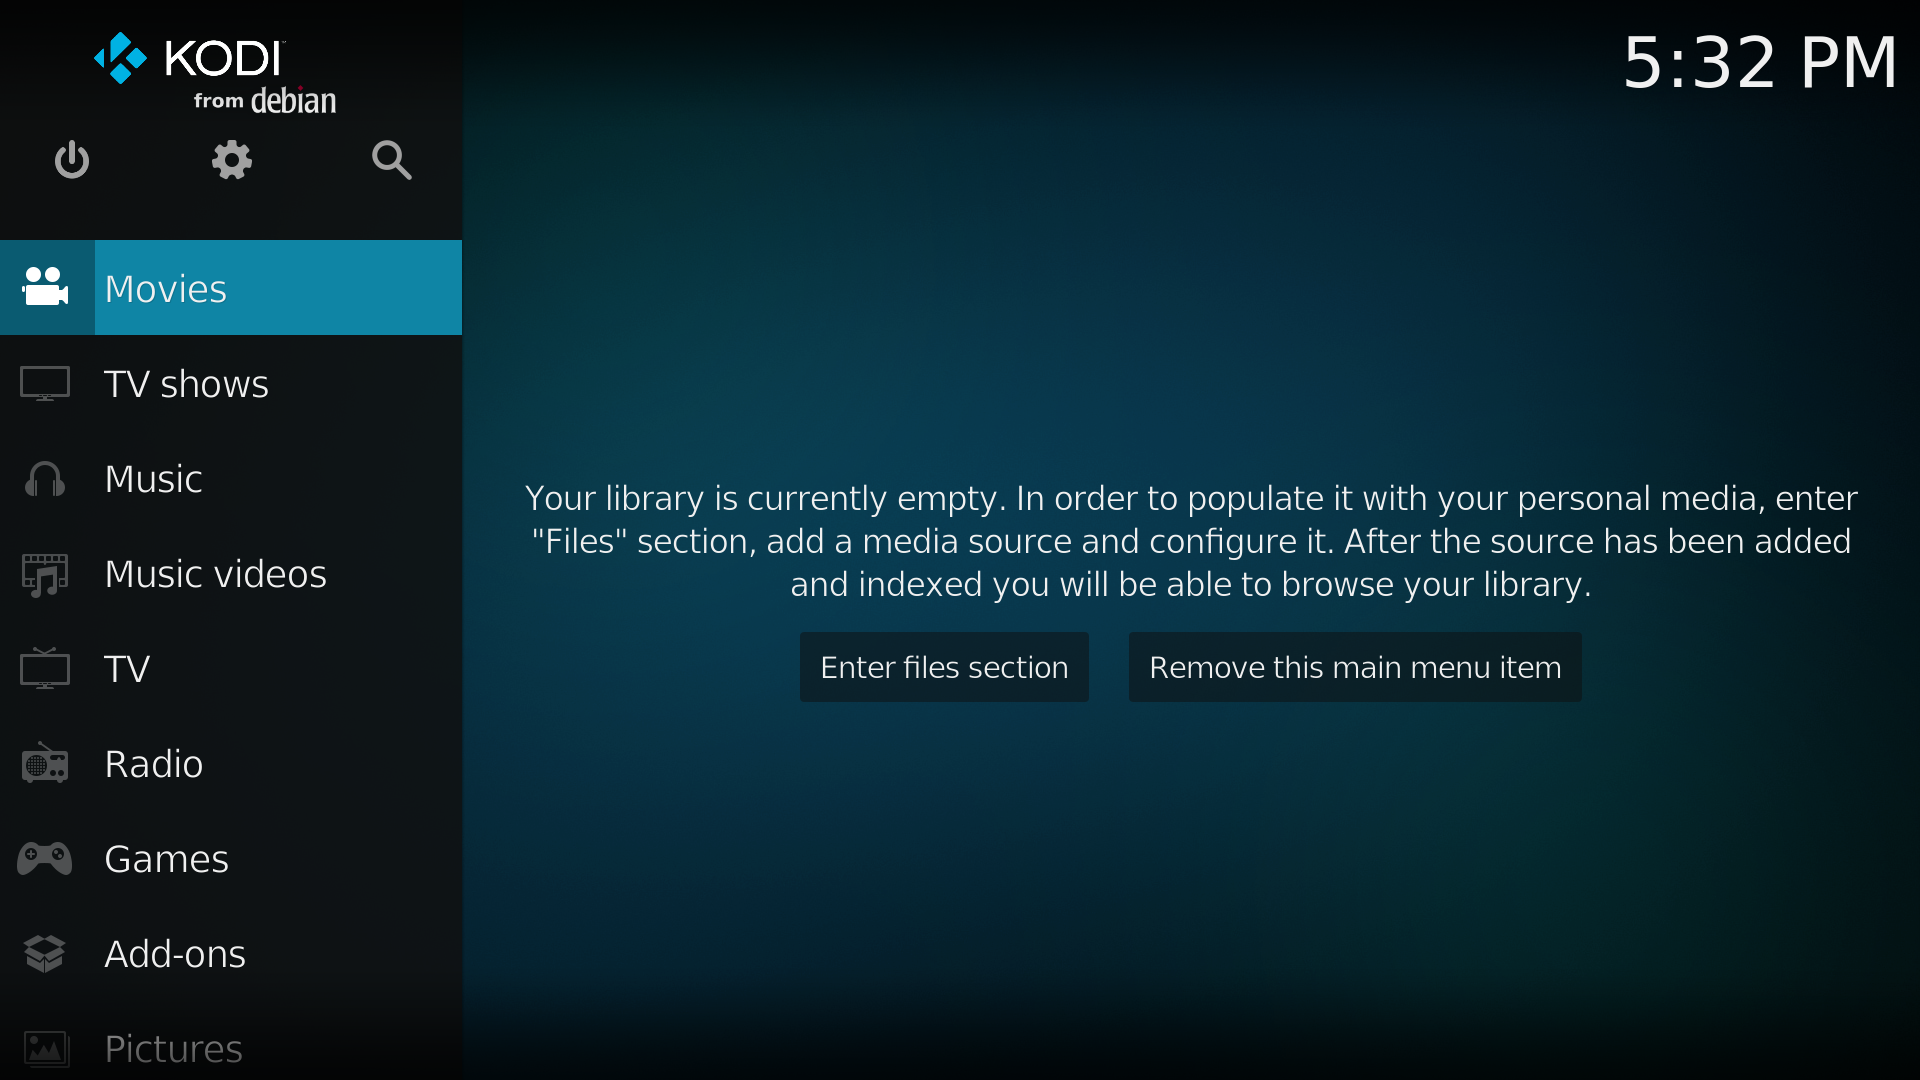 KODI
from debian
5:32 PM
Movies
TV shows
Music
Music videos
TV
Radio
Games
Add-ons
Pictures
Your library is currently empty. In order to populate it with your personal media, enter
"Files" section, add a media source and configure it. After the source has been added
and indexed you will be able to browse your library.
Enter files section
Remove this main menu item